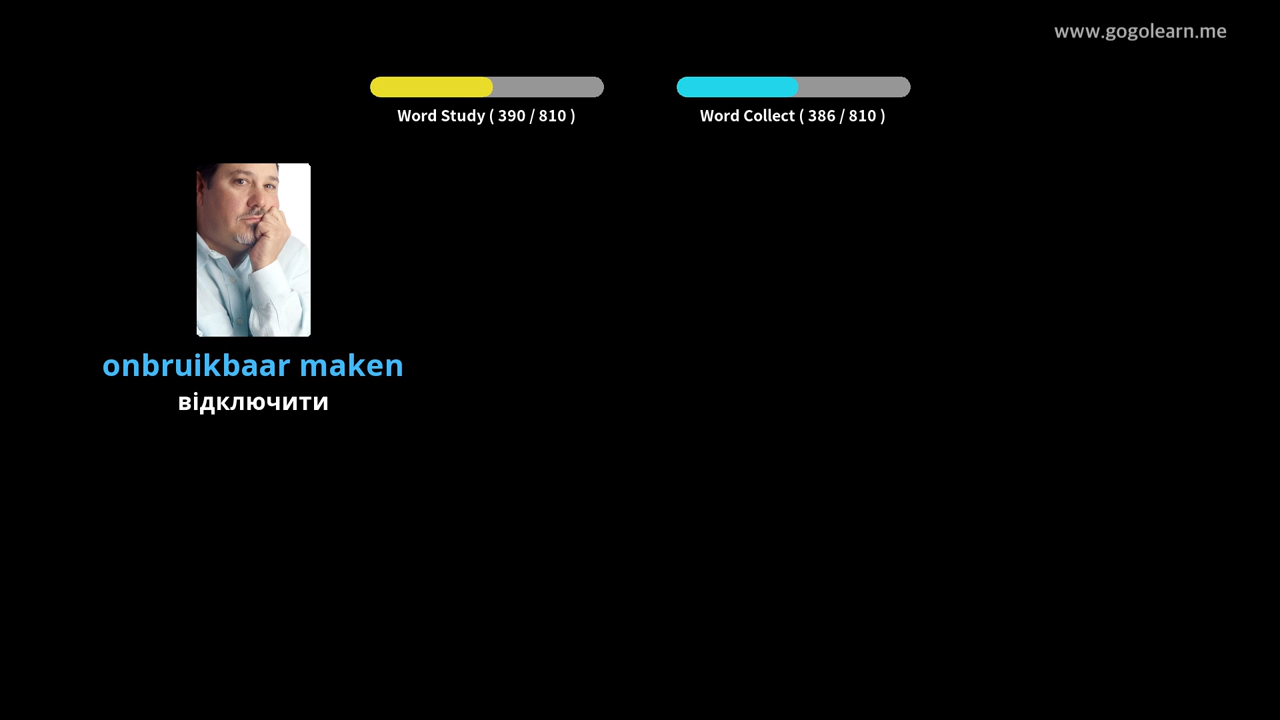 www.gogolearn.me
Word Study ( 390 / 810 )
Word Collect ( 386 / 810 )
onbruikbaar maken
відключити